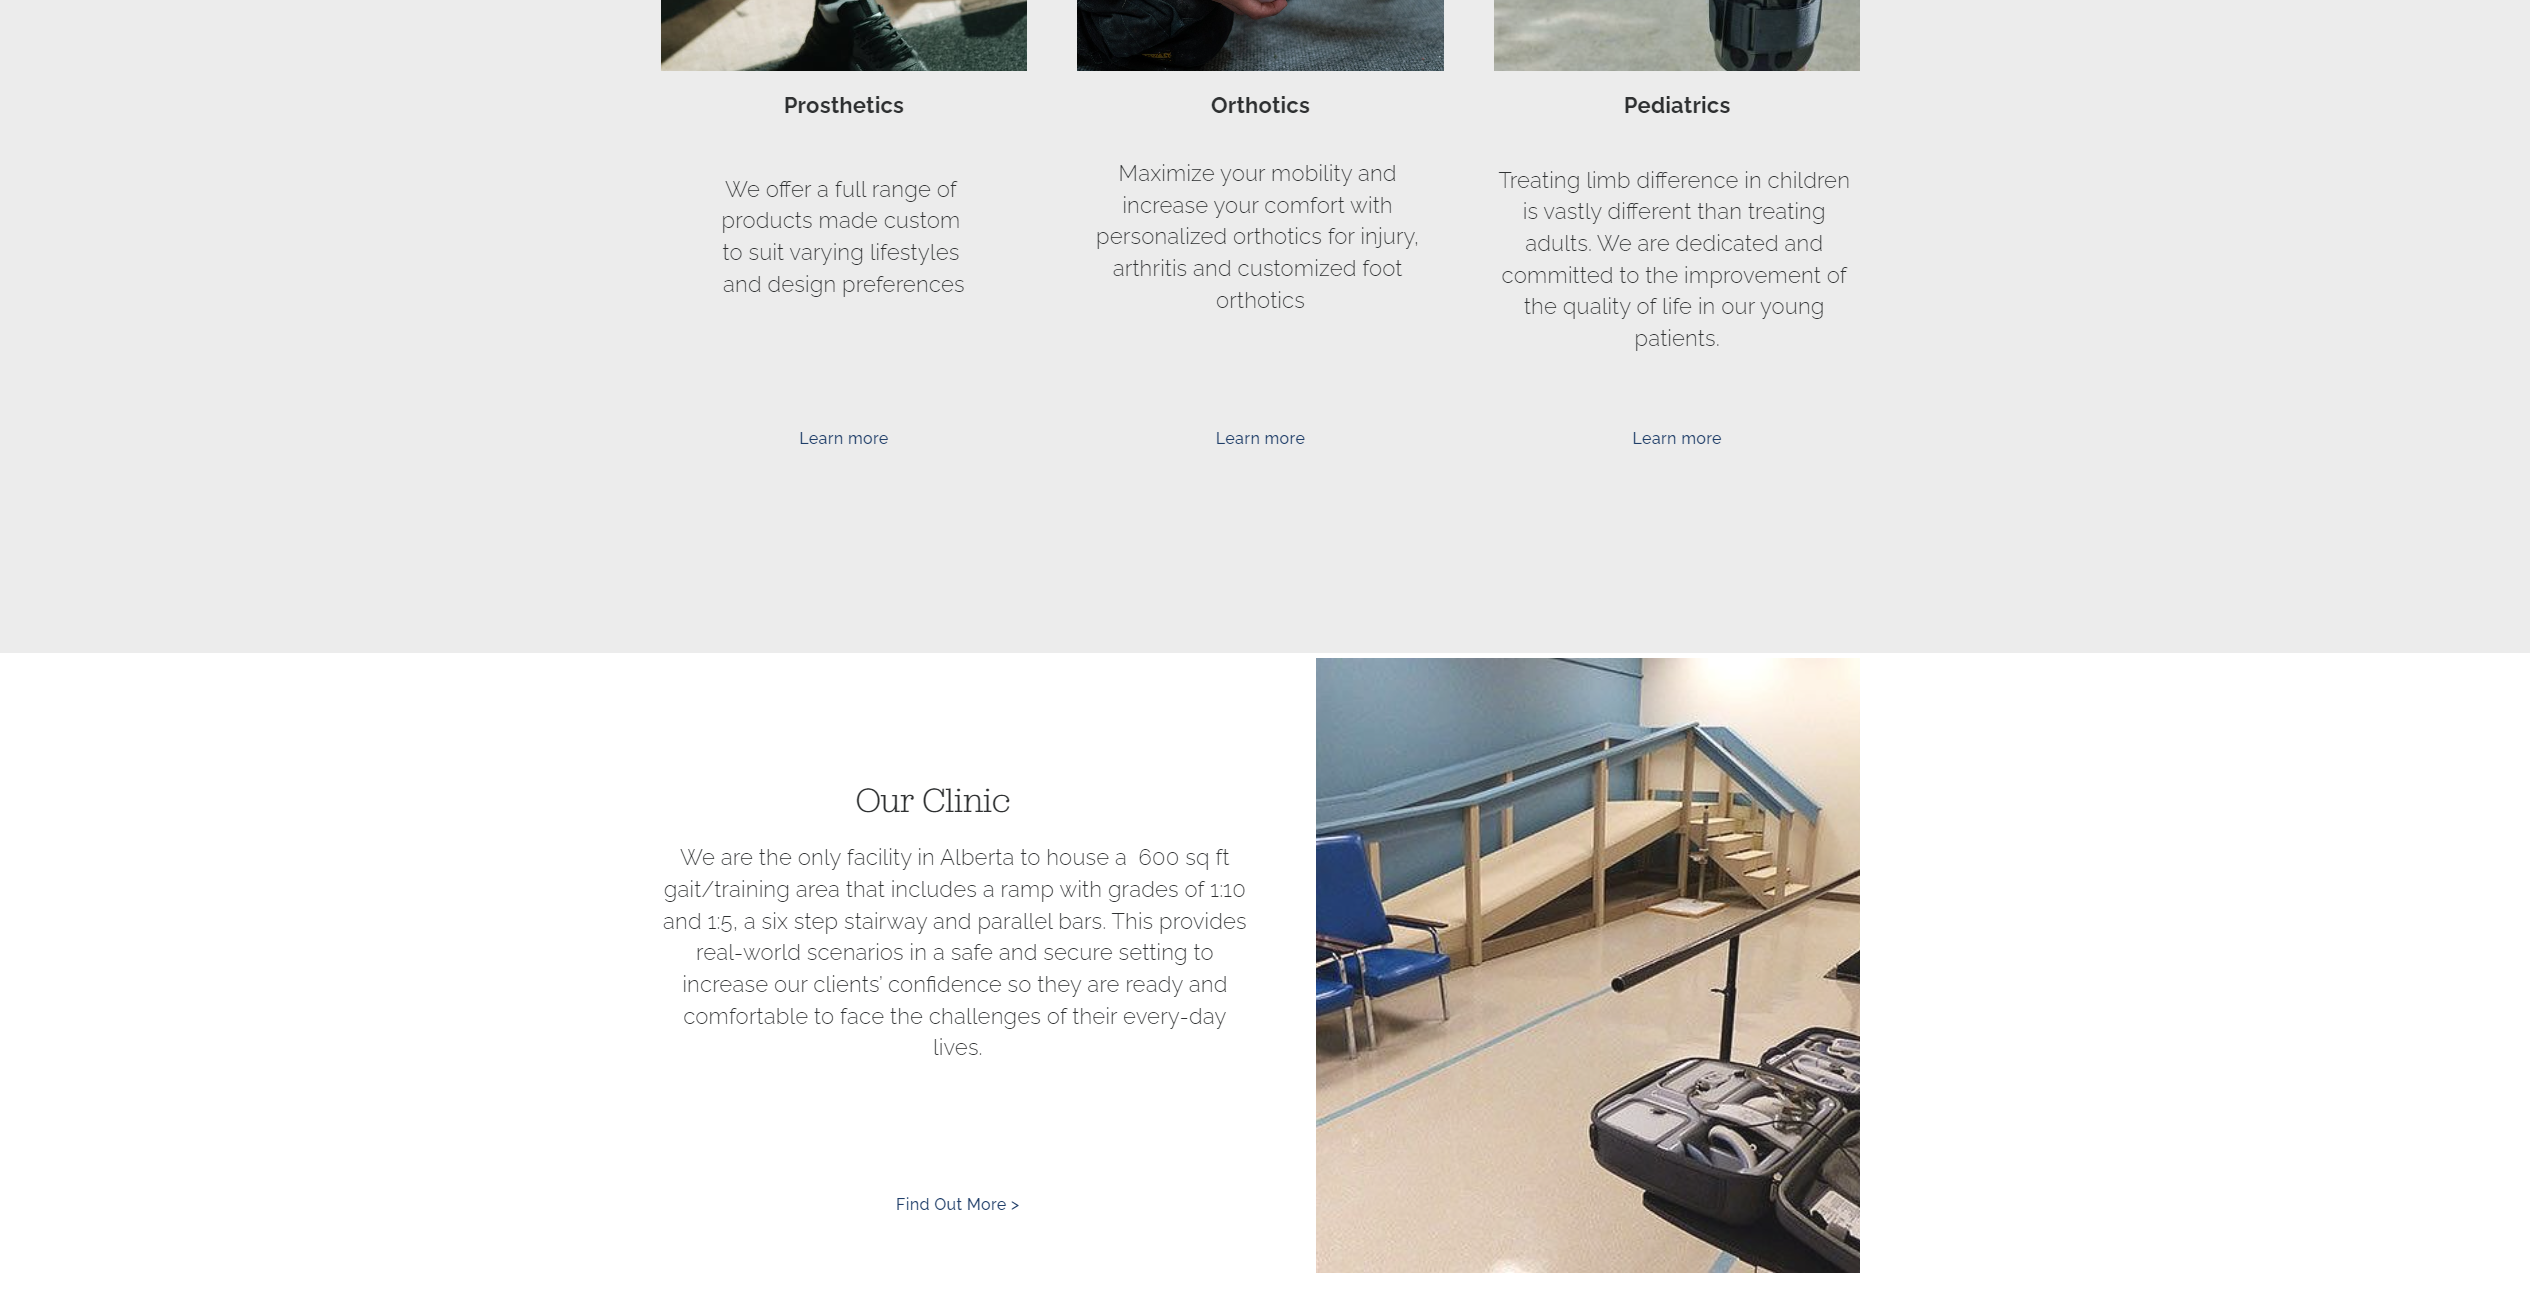 Prosthetics
We offer a full range of
products made custom
to suit varying lifestyles
and design preferences
Learn more
Orthotics
Maximize your mobility and
increase your comfort with
personalized orthotics for injury,
arthritis and customized foot
orthotics
Learn more
Pediatrics
Treating limb difference in children
is vastly different than treating
adults. We are dedicated and
committed to the improvement of
the quality of life in our young
patients.
Learn more
Our Clinic
We are the only facility in Alberta to house a  600 sq ft
gait/training area that includes a ramp with grades of 1:10
and 1:5, a six step stairway and parallel bars. This provides
real-world scenarios in a safe and secure setting to
increase our clients’ confidence so they are ready and
comfortable to face the challenges of their every-day
lives.
Find Out More >